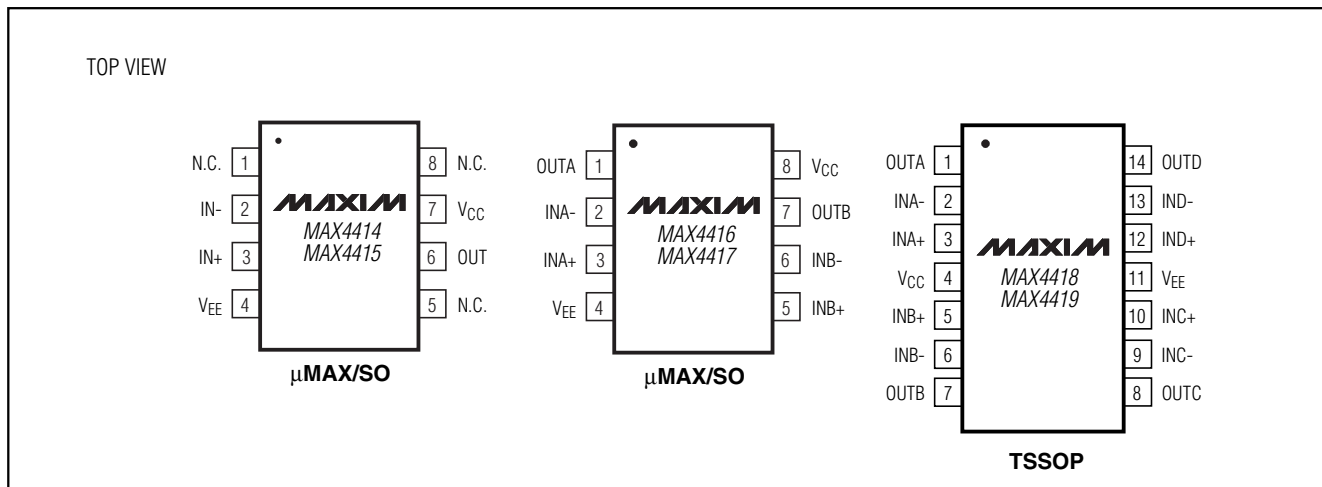 TOP VIEW
N.C. 1
IN- 2
IN+ 3
VEE 4
MAXIM
MAX4414
MAX4415
8 N.C.
7 VCC
6 OUT
5 N.C.
µMAX/SO
OUTA 1
INA- 2
INA+ 3
VEE 4
MAXIM
MAX4416
MAX4417
8 VCC
7 OUTB
6 INB-
5 INB+
µMAX/SO
OUTA 1
INA- 2
INA+ 3
VCC 4
INB+ 5
INB- 6
OUTB 7
MAXIM
MAX4418
MAX4419
14 OUTD
13 IND-
12 IND+
11 VEE
10 INC+
9 INC-
8 OUTC
TSSOP